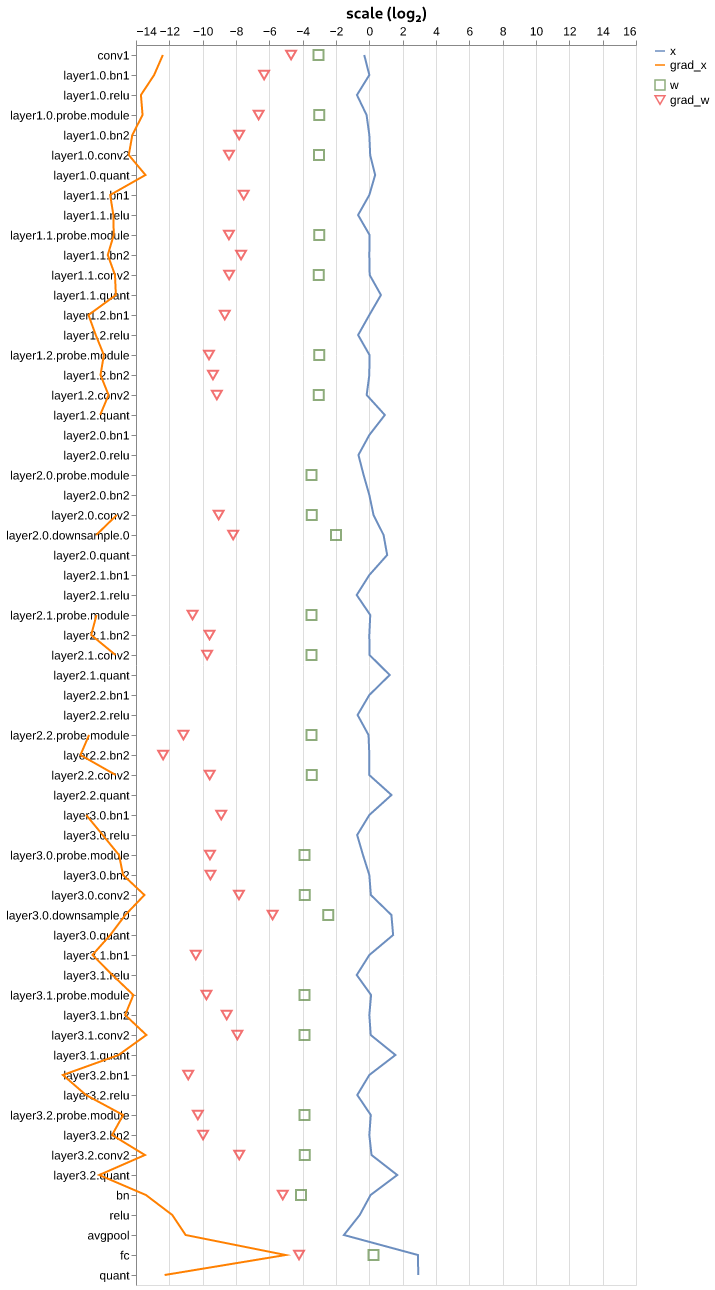 scale (log₂)
−14 −12 −10 −8 −6 −4 −2 0 2 4 6 8 10 12 14 16
x
grad_x
w
grad_w
conv1
layer1.0.bn1
layer1.0.relu
layer1.0.probe.module
layer1.0.bn2
layer1.0.conv2
layer1.0.quant
layer1.1.bn1
layer1.1.relu
layer1.1.probe.module
layer1.1.bn2
layer1.1.conv2
layer1.1.quant
layer1.2.bn1
layer1.2.relu
layer1.2.probe.module
layer1.2.bn2
layer1.2.conv2
layer1.2.quant
layer2.0.bn1
layer2.0.relu
layer2.0.probe.module
layer2.0.bn2
layer2.0.conv2
layer2.0.downsample.0
layer2.0.quant
layer2.1.bn1
layer2.1.relu
layer2.1.probe.module
layer2.1.bn2
layer2.1.conv2
layer2.1.quant
layer2.2.bn1
layer2.2.relu
layer2.2.probe.module
layer2.2.bn2
layer2.2.conv2
layer2.2.quant
layer3.0.bn1
layer3.0.relu
layer3.0.probe.module
layer3.0.bn2
layer3.0.conv2
layer3.0.downsample.0
layer3.0.quant
layer3.1.bn1
layer3.1.relu
layer3.1.probe.module
layer3.1.bn2
layer3.1.conv2
layer3.1.quant
layer3.2.bn1
layer3.2.relu
layer3.2.probe.module
layer3.2.bn2
layer3.2.conv2
layer3.2.quant
bn
relu
avgpool
fc
quant